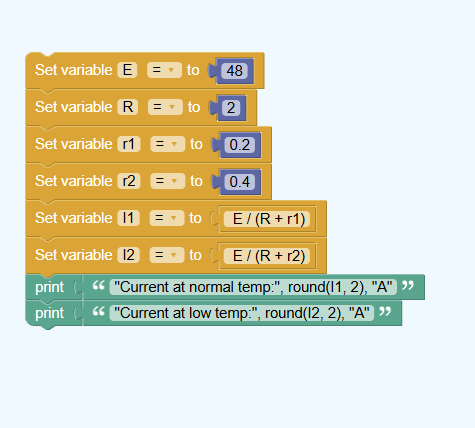 Set variable E = to 48
Set variable R = to 2
Set variable r1 = to 0.2
Set variable r2 = to 0.4
Set variable I1 = to E / (R + r1)
Set variable I2 = to E / (R + r2)
print “ "Current at normal temp:", round(I1, 2), "A" ”
print “ "Current at low temp:", round(I2, 2), "A" ”